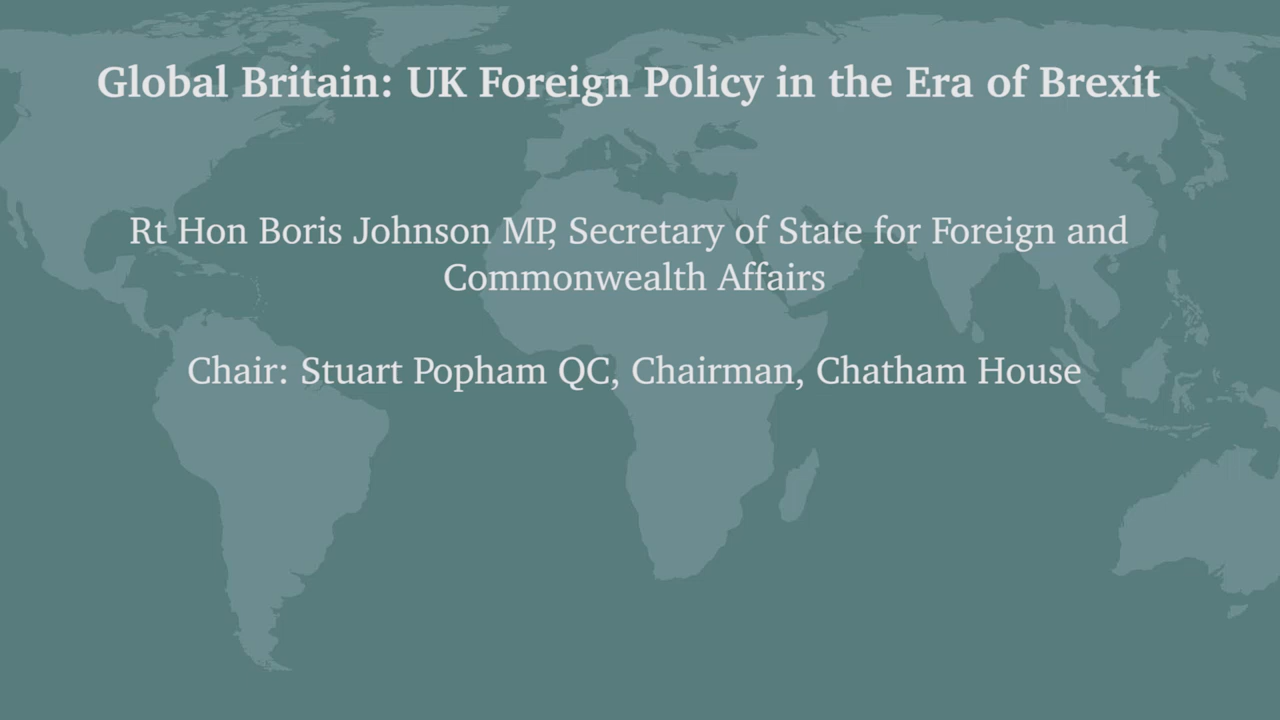 Global Britain: UK Foreign Policy in the Era of Brexit
Rt Hon Boris Johnson MP, Secretary of State for Foreign and
Commonwealth Affairs
Chair: Stuart Popham QC, Chairman, Chatham House